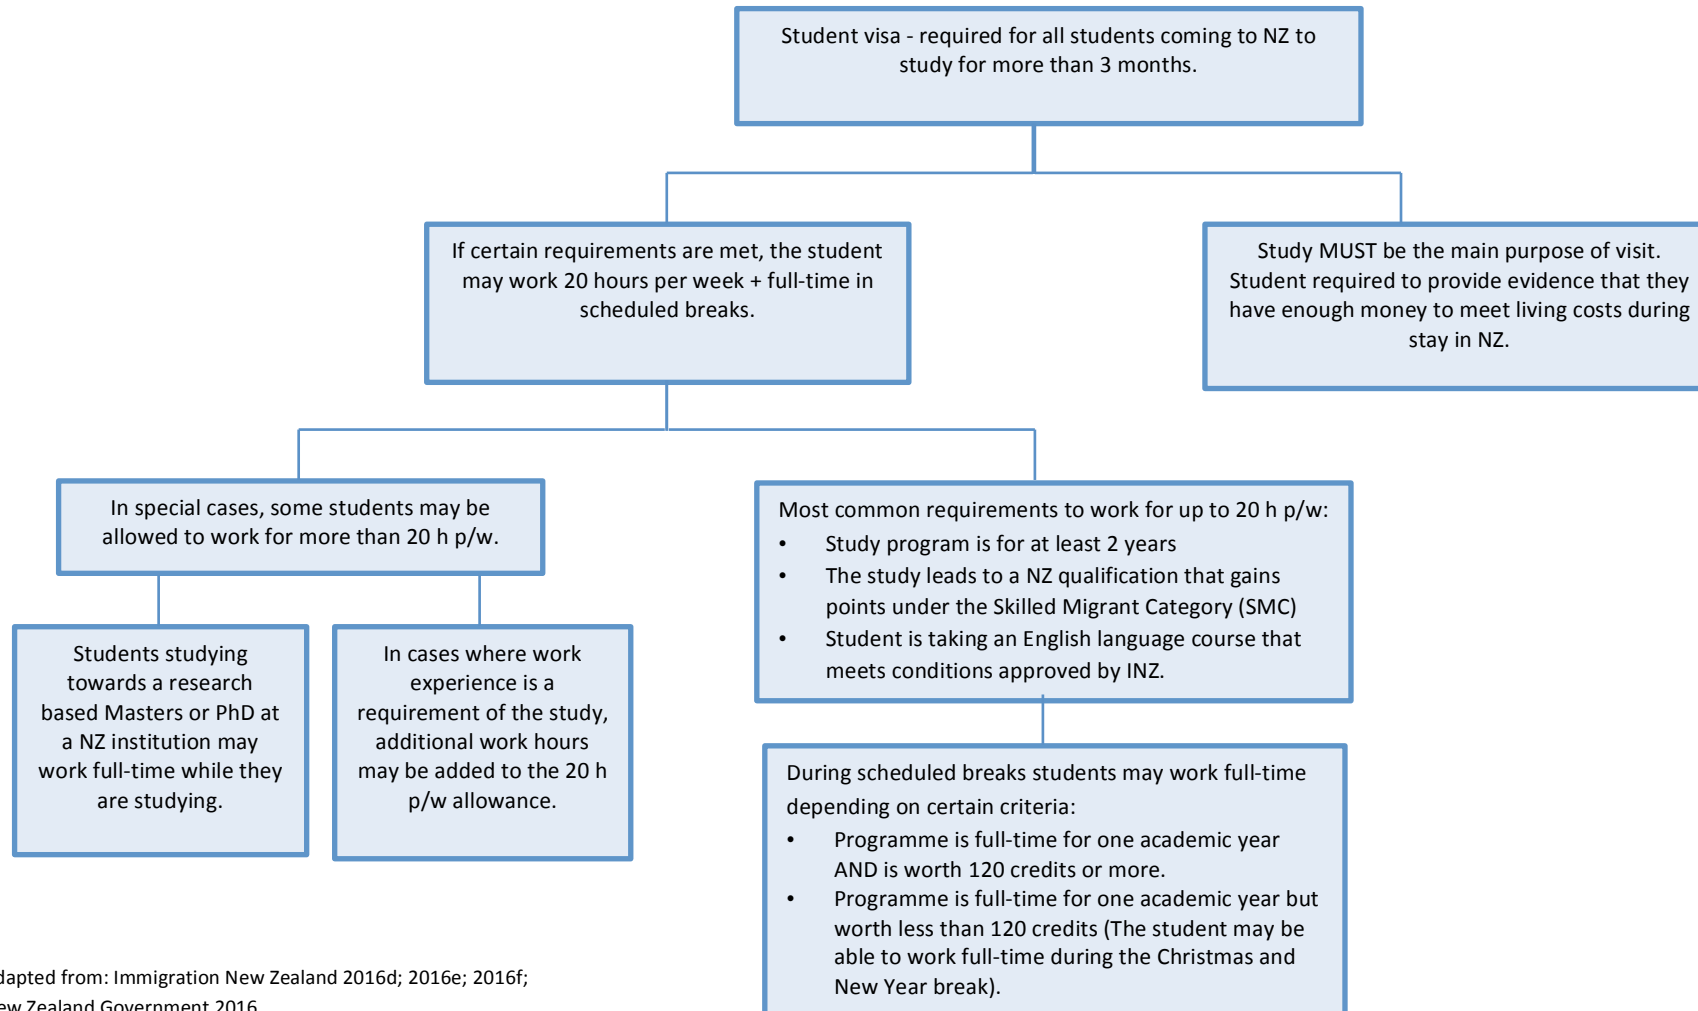 Student visa - required for all students coming to NZ to
study for more than 3 months.
If certain requirements are met, the student
may work 20 hours per week + full-time in
scheduled breaks.
Study MUST be the main purpose of visit.
Student required to provide evidence that they
have enough money to meet living costs during
stay in NZ.
In special cases, some students may be
allowed to work for more than 20 h p/w.
Most common requirements to work for up to 20 h p/w:
• Study program is for at least 2 years
• The study leads to a NZ qualification that gains
points under the Skilled Migrant Category (SMC)
• Student is taking an English language course that
meets conditions approved by INZ.
Students studying
towards a research
based Masters or PhD at
a NZ institution may
work full-time while they
are studying.
In cases where work
experience is a
requirement of the study,
additional work hours
may be added to the 20 h
p/w allowance.
During scheduled breaks students may work full-time
depending on certain criteria:
• Programme is full-time for one academic year
AND is worth 120 credits or more.
• Programme is full-time for one academic year but
worth less than 120 credits (The student may be
able to work full-time during the Christmas and
New Year break).
dapted from: Immigration New Zealand 2016d; 2016e; 2016f;
ew Zealand Government 2016